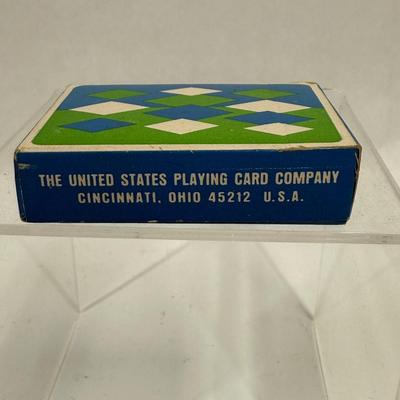 THE UNITED STATES PLAYING CARD COMPANY
CINCINNATI, OHIO 45212 U.S.A.